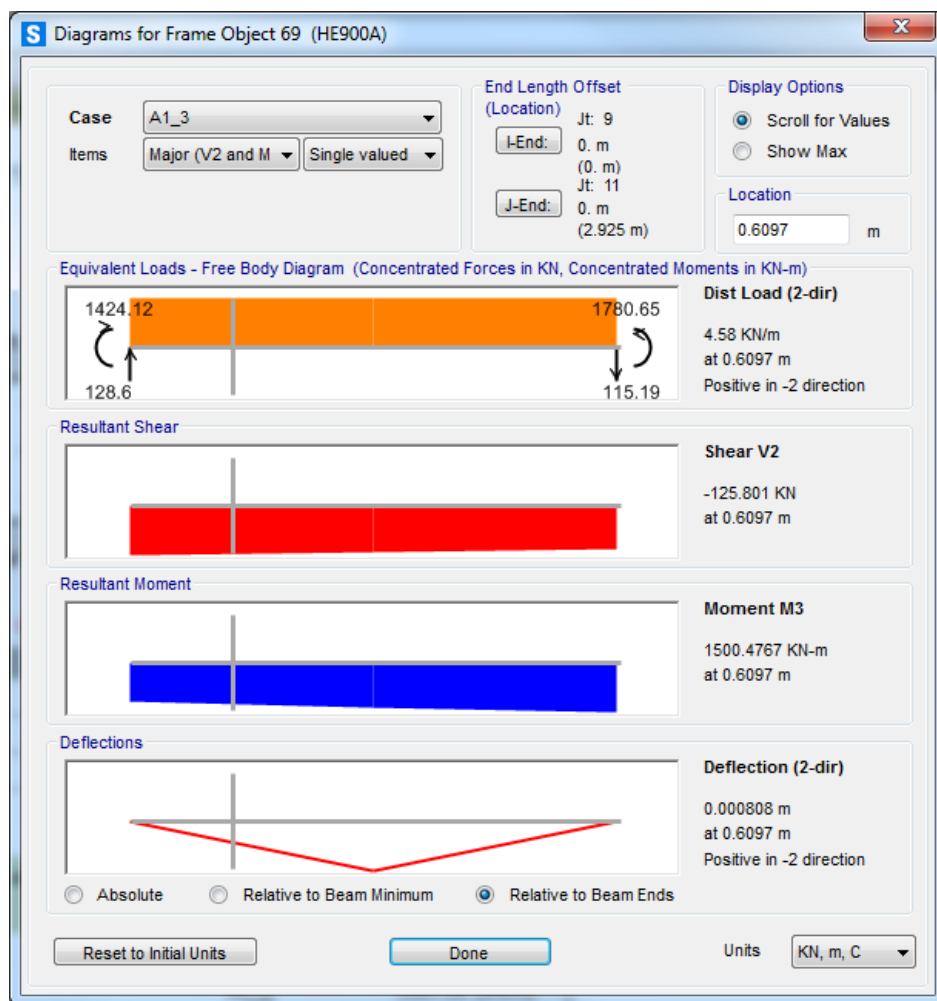 S Diagrams for Frame Object 69 (HE900A)
x
Case A1_3
Items Major (V2 and M Single valued
End Length Offset
(Location)
Jt: 9
I-End: 0. m
(0. m)
Jt: 11
J-End: 0. m
(2.925 m)
Display Options
Scroll for Values
Show Max
Location
0.6097 m
Equivalent Loads - Free Body Diagram (Concentrated Forces in KN, Concentrated Moments in KN-m)
1424.12 1780.65
128.6 115.19
Dist Load (2-dir)
4.58 KN/m
at 0.6097 m
Positive in -2 direction
Resultant Shear
Shear V2
-125.801 KN
at 0.6097 m
Resultant Moment
Moment M3
1500.4767 KN-m
at 0.6097 m
Deflections
Deflection (2-dir)
0.000808 m
at 0.6097 m
Positive in -2 direction
Absolute Relative to Beam Minimum Relative to Beam Ends
Reset to Initial Units Done Units KN, m, C